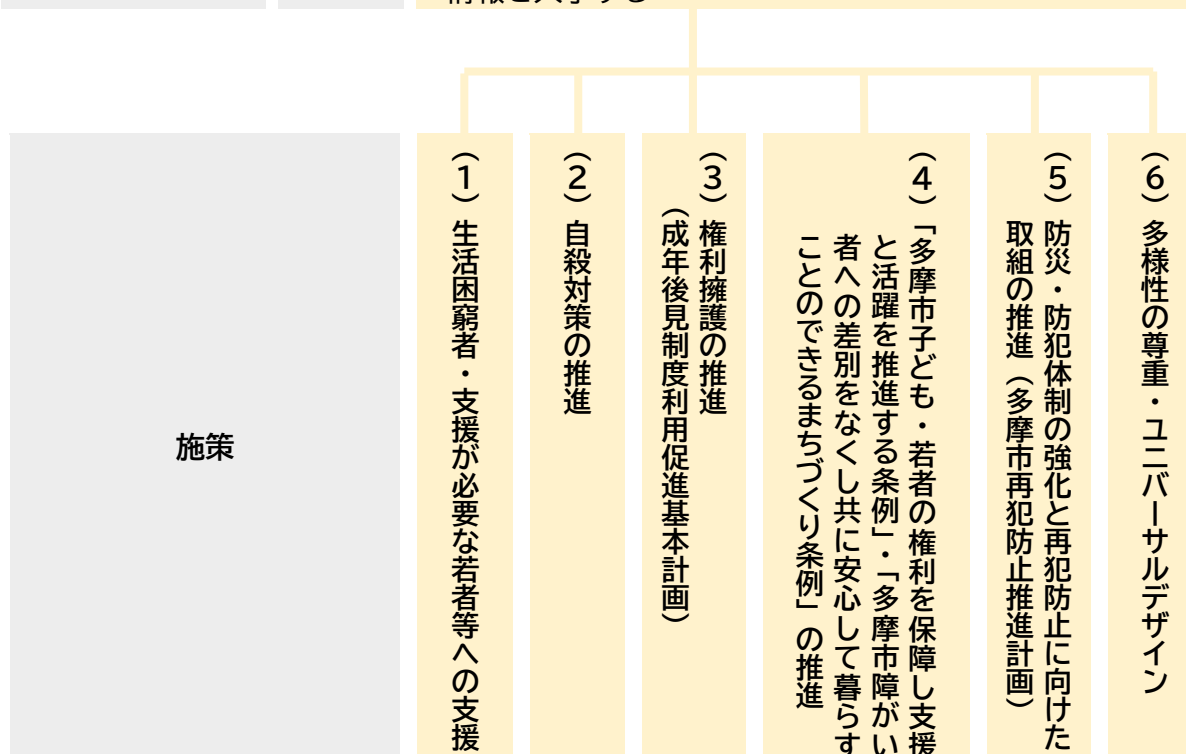 情報を入手する
施策
(1) 生活困窮者・支援が必要な若者等への支援
(2) 自殺対策の推進
(3) 権利擁護の推進
(成年後見制度利用促進基本計画)
(4) 「多摩市子ども・若者の権利を保障し支援
と活躍を推進する条例」・「多摩市障がい
者への差別をなくし共に安心して暮らす
ことのできるまちづくり条例」の推進
(5) 防災・防犯体制の強化と再犯防止に向けた
取組の推進(多摩市再犯防止推進計画)
(6) 多様性の尊重・ユニバーサルデザイン